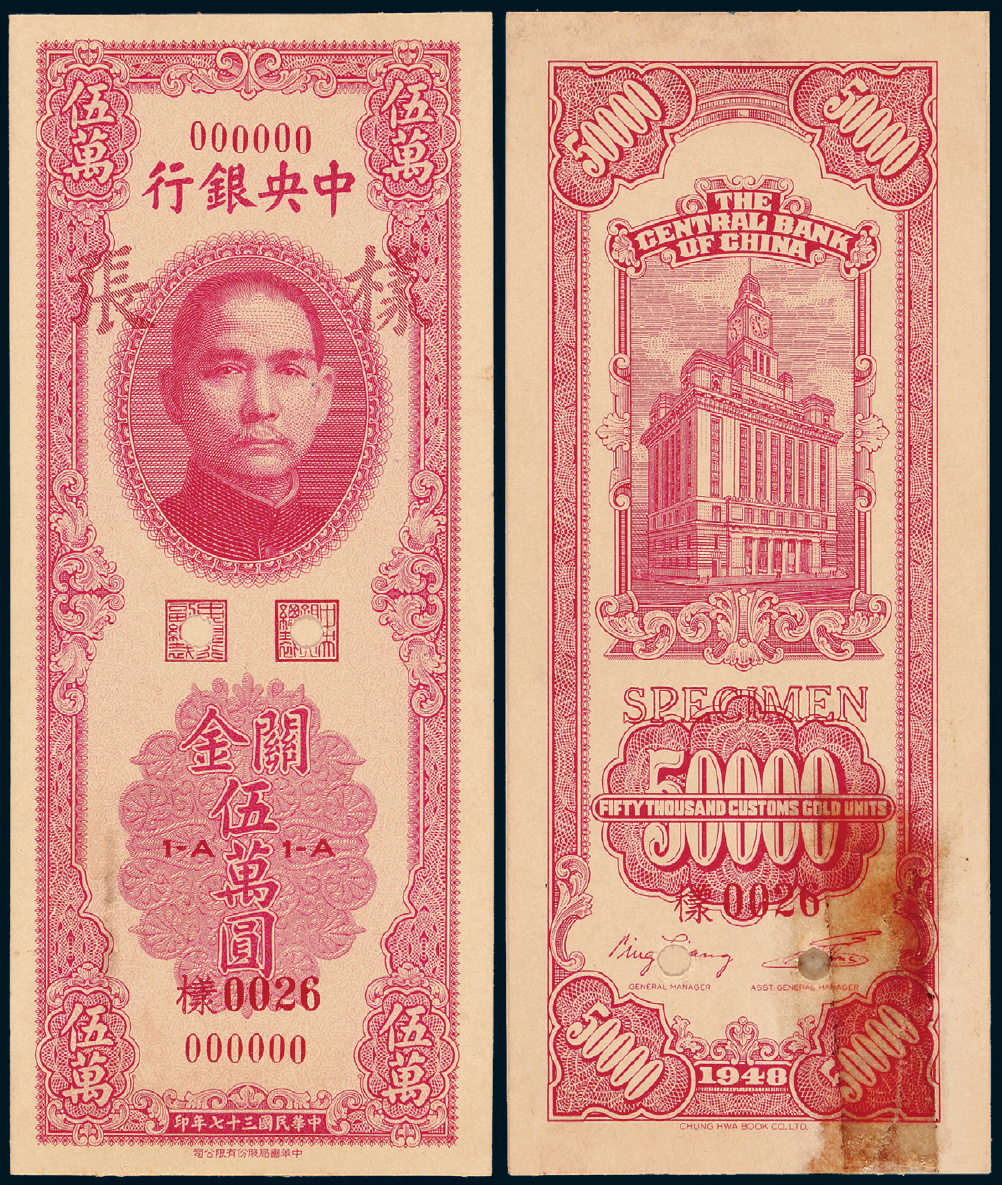 伍萬
伍萬
000000
中央銀行
樣張
關金
伍萬圓
1-A 1-A
樣0026
000000
伍萬
伍萬
中華民國三十七年印
中華書局股份有限公司
50000
50000
THE
CENTRAL BANK
OF CHINA
SPECIMEN
50000
FIFTY THOUSAND CUSTOMS GOLD UNITS
樣0026
GENERAL MANAGER
ASST. GENERAL MANAGER
50000
50000
1948
CHUNG HWA BOOK CO., LTD.